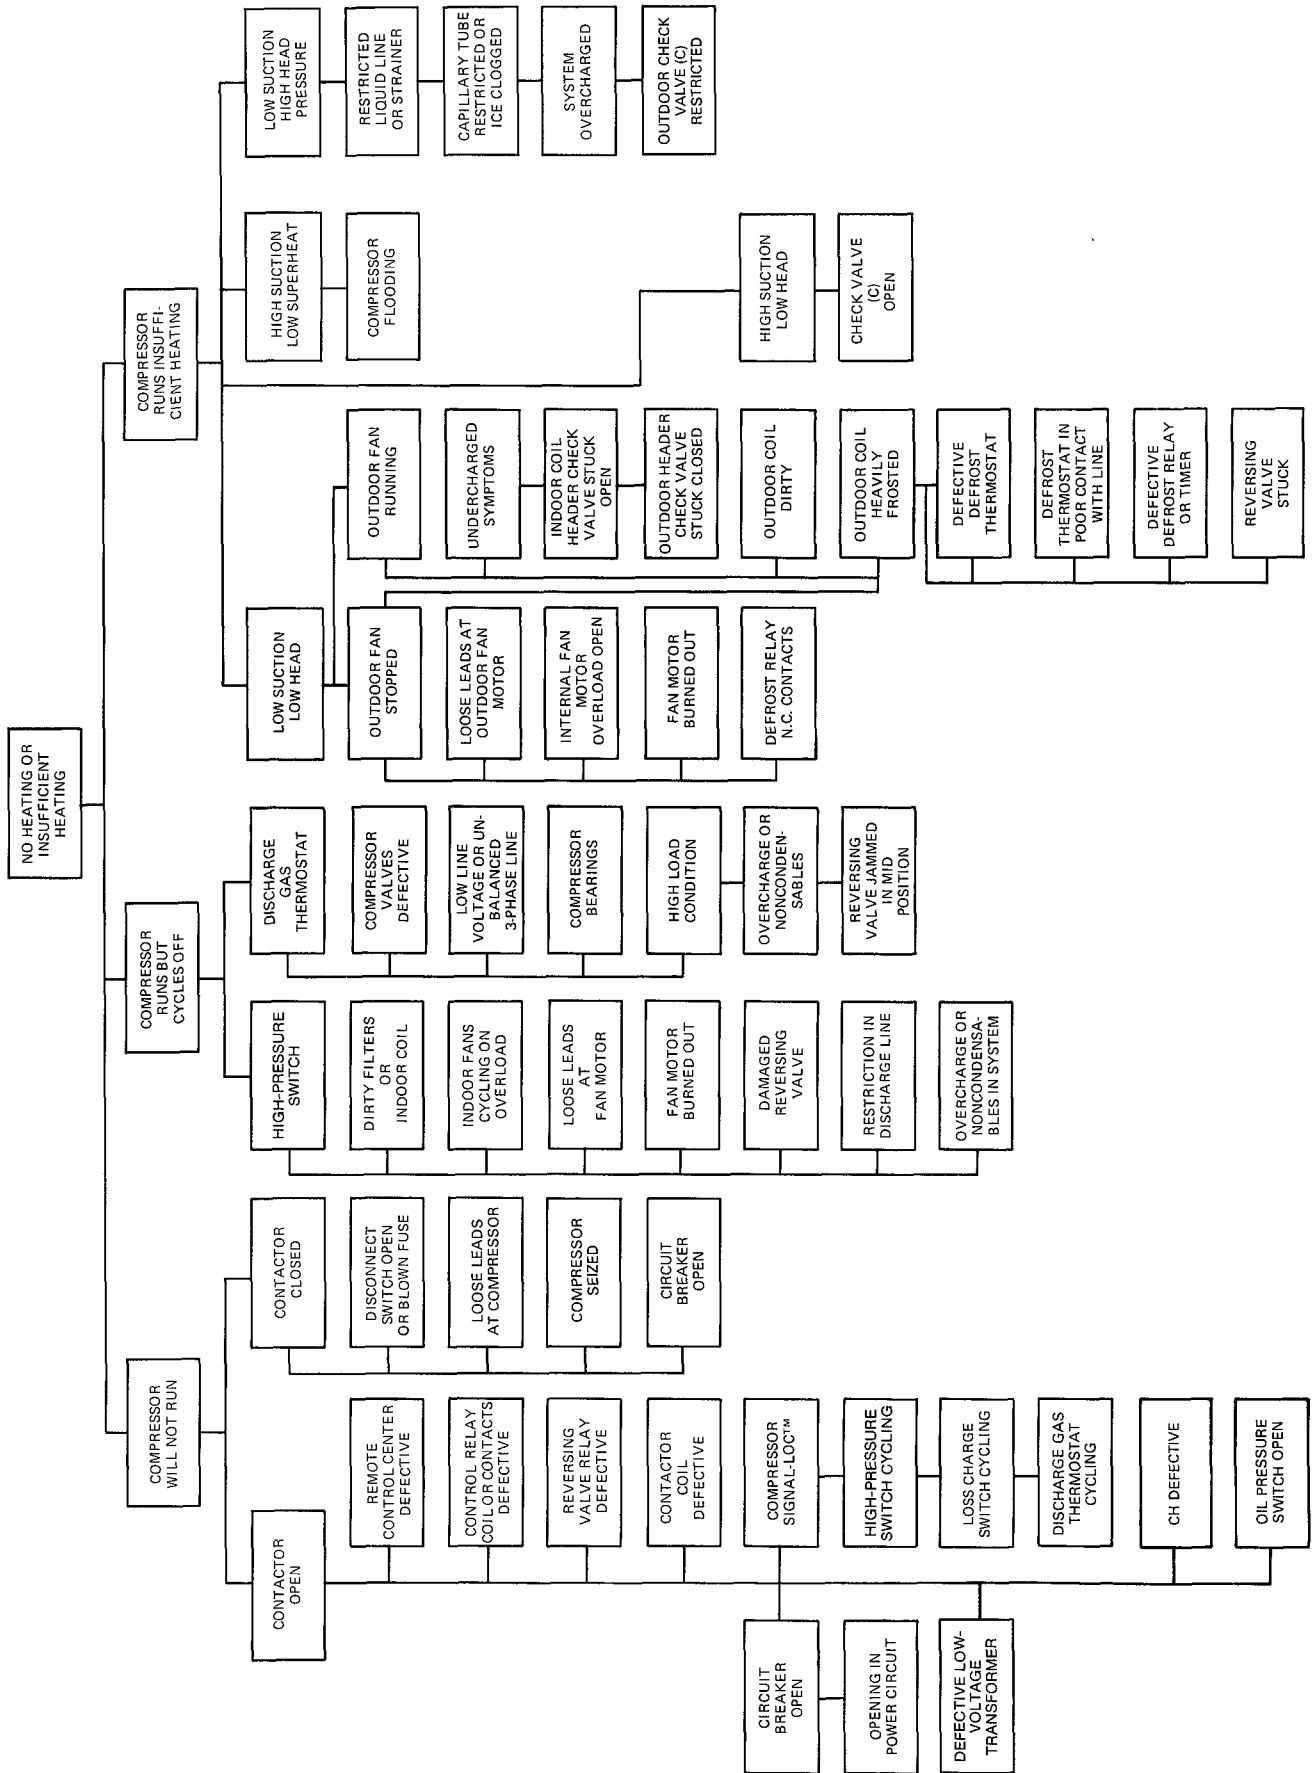 NO HEATING OR
INSUFFICIENT
HEATING
COMPRESSOR
WILL NOT RUN
CONTACTOR
OPEN
REMOTE
CONTROL CENTER
DEFECTIVE
CONTROL RELAY
COIL OR CONTACTS
DEFECTIVE
REVERSING
VALVE RELAY
DEFECTIVE
CONTACTOR
COIL
DEFECTIVE
CIRCUIT
BREAKER
OPEN
OPENING IN
POWER CIRCUIT
COMPRESSOR
SIGNAL-LOC™
HIGH-PRESSURE
SWITCH CYCLING
LOSS CHARGE
SWITCH CYCLING
DISCHARGE GAS
THERMOSTAT
CYCLING
DEFECTIVE LOW-
VOLTAGE
TRANSFORMER
CH DEFECTIVE
OIL PRESSURE
SWITCH OPEN
CONTACTOR
CLOSED
DISCONNECT
SWITCH OPEN
OR BLOWN FUSE
LOOSE LEADS
AT COMPRESSOR
COMPRESSOR
SEIZED
CIRCUIT
BREAKER
OPEN
COMPRESSOR
RUNS BUT
CYCLES OFF
HIGH-PRESSURE
SWITCH
DIRTY FILTERS
OR
INDOOR COIL
INDOOR FANS
CYCLING ON
OVERLOAD
LOOSE LEADS
AT
FAN MOTOR
FAN MOTOR
BURNED OUT
DAMAGED
REVERSING
VALVE
RESTRICTION IN
DISCHARGE LINE
OVERCHARGE OR
NONCONDENSA-
BLES IN SYSTEM
DISCHARGE
GAS
THERMOSTAT
COMPRESSOR
VALVES
DEFECTIVE
LOW LINE
VOLTAGE OR UN-
BALANCED
3-PHASE LINE
COMPRESSOR
BEARINGS
HIGH LOAD
CONDITION
OVERCHARGE OR
NONCONDEN-
SABLES
REVERSING
VALVE JAMMED
IN MID
POSITION
COMPRESSOR
RUNS INSUFFI-
CIENT HEATING
LOW SUCTION
LOW HEAD
OUTDOOR FAN
STOPPED
LOOSE LEADS AT
OUTDOOR FAN
MOTOR
INTERNAL FAN
MOTOR
OVERLOAD OPEN
FAN MOTOR
BURNED OUT
DEFROST RELAY
N.C. CONTACTS
OUTDOOR FAN
RUNNING
UNDERCHARGED
SYMPTOMS
INDOOR COIL
HEADER CHECK
VALVE STUCK
OPEN
OUTDOOR HEADER
CHECK VALVE
STUCK CLOSED
OUTDOOR COIL
DIRTY
OUTDOOR COIL
HEAVILY
FROSTED
DEFECTIVE
DEFROST
THERMOSTAT
DEFROST
THERMOSTAT IN
POOR CONTACT
WITH LINE
DEFECTIVE
DEFROST RELAY
OR TIMER
REVERSING
VALVE
STUCK
HIGH SUCTION
LOW HEAD
CHECK VALVE
(C)
OPEN
HIGH SUCTION
LOW SUPERHEAT
COMPRESSOR
FLOODING
LOW SUCTION
HIGH HEAD
PRESSURE
RESTRICTED
LIQUID LINE
OR STRAINER
CAPILLARY TUBE
RESTRICTED OR
ICE CLOGGED
SYSTEM
OVERCHARGED
OUTDOOR CHECK
VALVE (C)
RESTRICTED